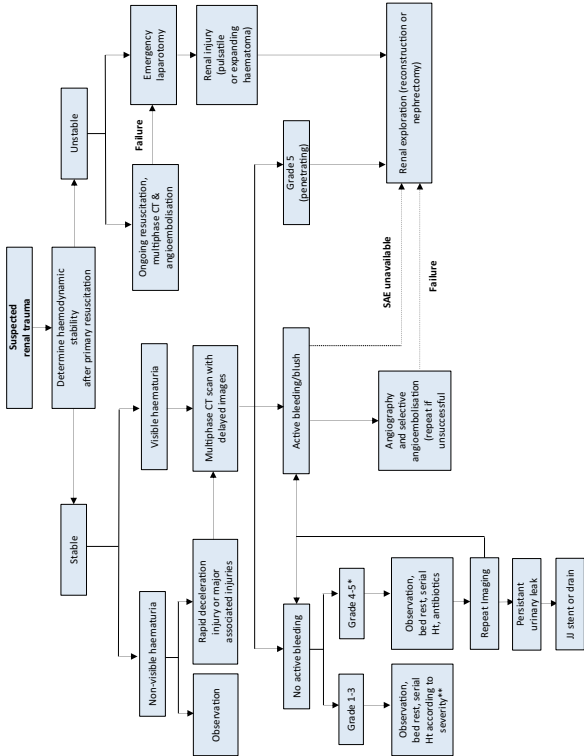 Suspected
renal trauma
Determine haemodynamic
stability
after primary resuscitation
Stable
Unstable
Non-visible haematuria
Visible haematuria
Ongoing resuscitation,
multiphase CT &
angioembolisation
Failure
Emergency
laparotomy
Observation
Rapid deceleration
injury or major
associated injuries
Multiphase CT scan with
delayed images
Renal injury
(pulsatile
or expanding
haematoma)
No active bleeding
Active bleeding/blush
Grade 5
(penetrating)
Grade 1-3
Grade 4-5*
Observation,
bed rest, serial
Ht according to
severity**
Observation,
bed rest, serial
Ht, antibiotics
Angiography
and selective
angioembolisation
(repeat if
unsuccessful
SAE unavailable
Failure
Renal exploration (reconstruction or
nephrectomy)
Repeat Imaging
Persistant
urinary leak
JJ stent or drain